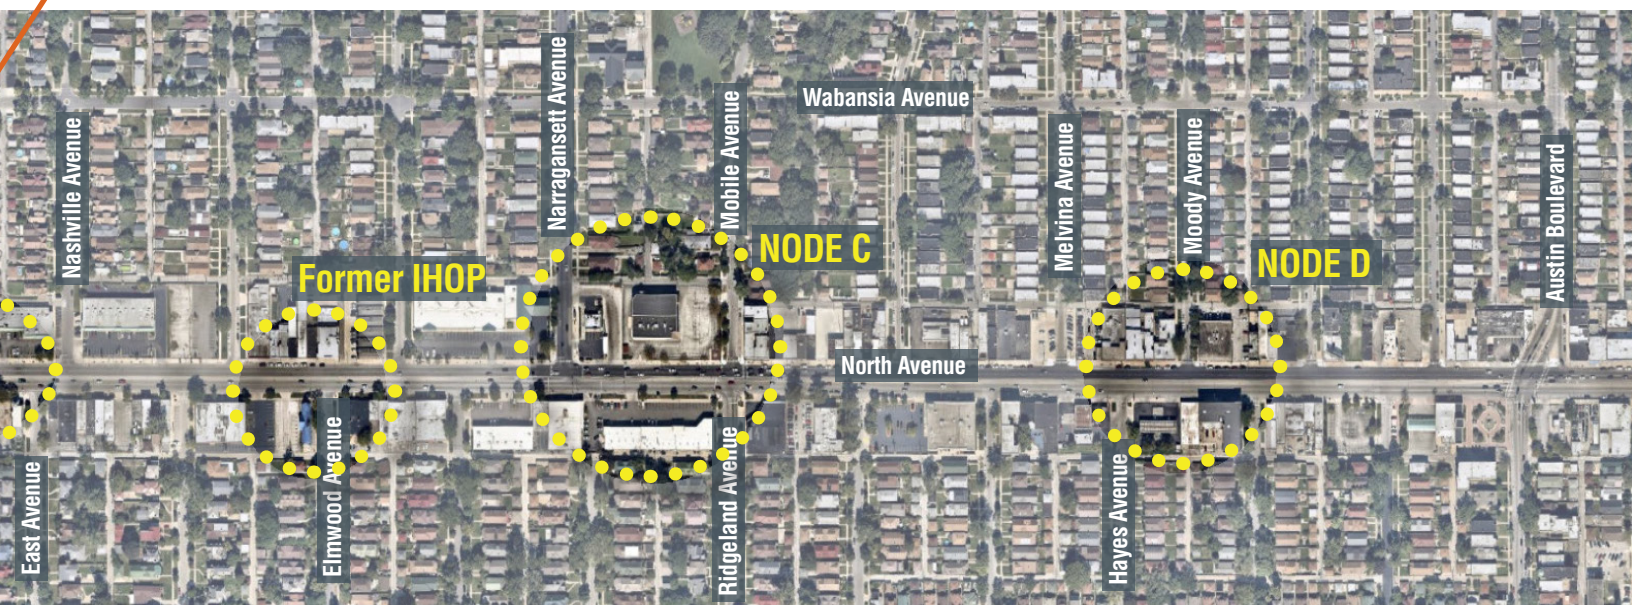 Nashville Avenue
Former IHOP
Narragansett Avenue
Mobile Avenue
NODE C
Wabansia Avenue
Melvina Avenue
Moody Avenue
NODE D
Austin Boulevard
North Avenue
East Avenue
Elmwood Avenue
Ridgeland Avenue
Hayes Avenue